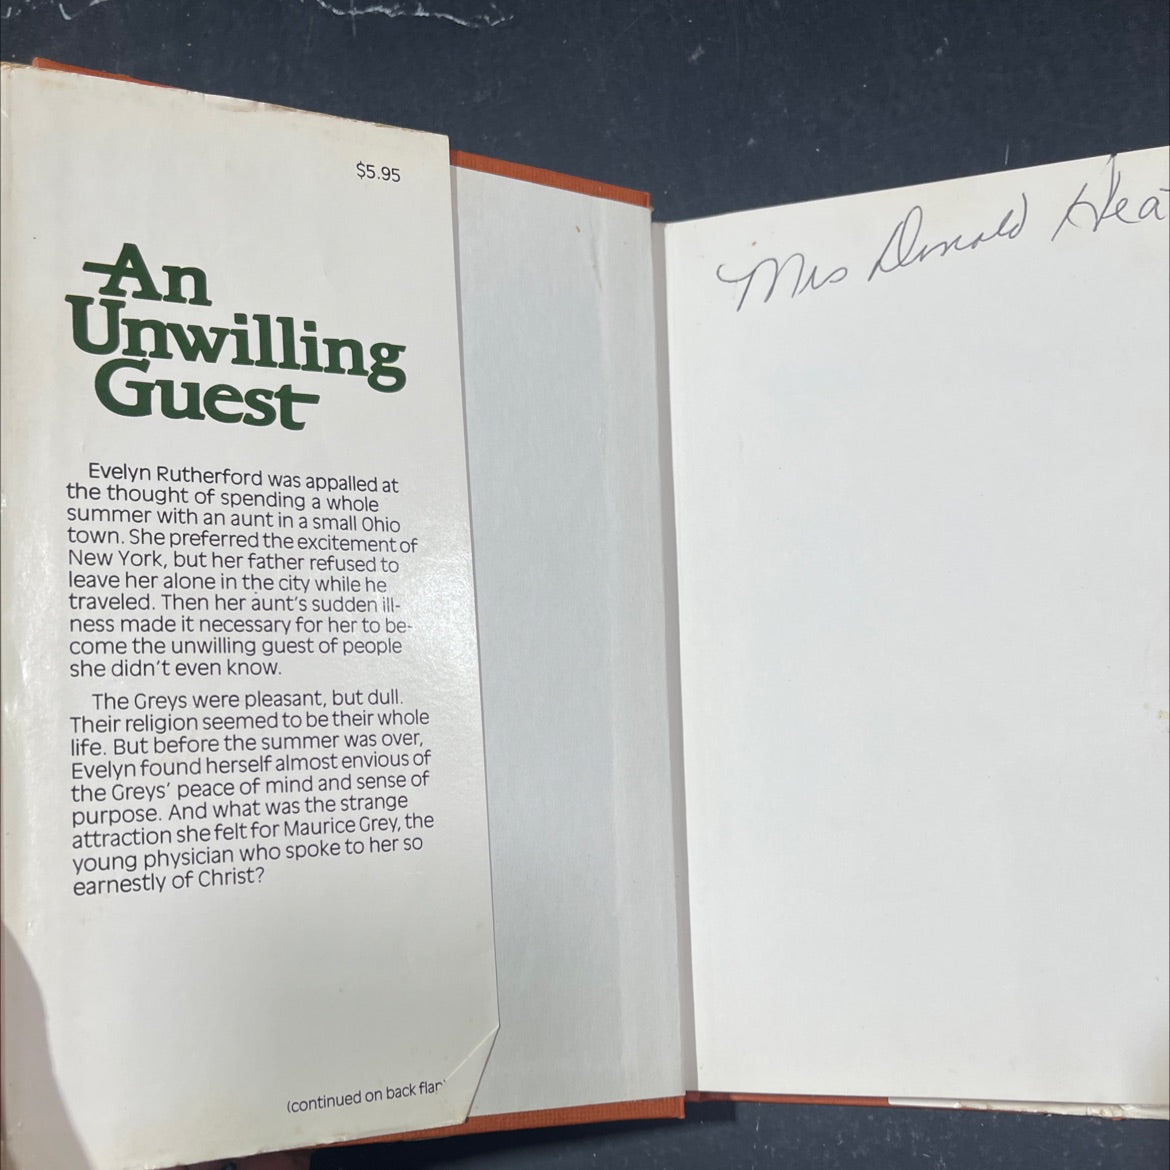 $5.95
An
Unwilling
Guest
Evelyn Rutherford was appalled at
the thought of spending a whole
summer with an aunt in a small Ohio
town. She preferred the excitement of
New York, but her father refused to
leave her alone in the city while he
traveled. Then her aunt's sudden ill-
ness made it necessary for her to be-
come the unwilling guest of people
she didn't even know.
The Greys were pleasant, but dull.
Their religion seemed to be their whole
life. But before the summer was over,
Evelyn found herself almost envious of
the Greys' peace of mind and sense of
purpose. And what was the strange
attraction she felt for Maurice Grey, the
young physician who spoke to her so
earnestly of Christ?
(continued on back flap
Mrs Donald Hea